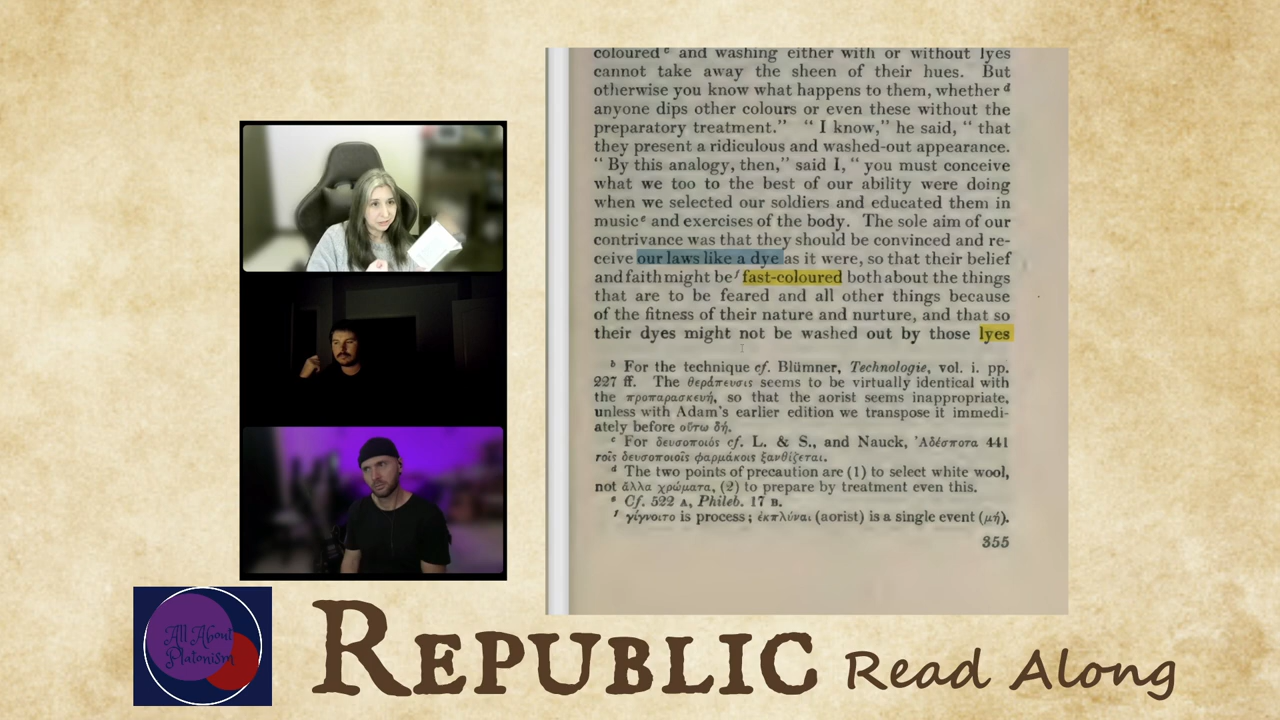 coloured ᶜ and washing either with or without lyes
cannot take away the sheen of their hues. But
otherwise you know what happens to them, whether ᵈ
anyone dips other colours or even these without the
preparatory treatment.” “ I know,” he said, “ that
they present a ridiculous and washed-out appearance.
“ By this analogy, then,” said I, “ you must conceive
what we too to the best of our ability were doing
when we selected our soldiers and educated them in
music ᵉ and exercises of the body. The sole aim of our
contrivance was that they should be convinced and re-
ceive our laws like a dye as it were, so that their belief
and faith might be ᶠ fast-coloured both about the things
that are to be feared and all other things because
of the fitness of their nature and nurture, and that so
their dyes might not be washed out by those lyes
ᵇ For the technique cf. Blümner, Technologie, vol. i. pp.
227 ff. The θεράπευσις seems to be virtually identical with
the προπαρασκευή, so that the aorist seems inappropriate,
unless with Adam's earlier edition we transpose it immedi-
ately before οὕτω δή.
ᶜ For δευσοποιός cf. L. & S., and Nauck, Ἀδέσποτα 441
τοῖς δευσοποιοῖς φαρμάκοις ξανθίζεται.
ᵈ The two points of precaution are (1) to select white wool,
not ἄλλα χρώματα, (2) to prepare by treatment even this.
ᵉ Cf. 522 A, Phileb. 17 B.
ᶠ γίγνοιτο is process ; ἐκπλύναι (aorist) is a single event (μή).
355
All About
Platonism
REPUBLIC Read Along